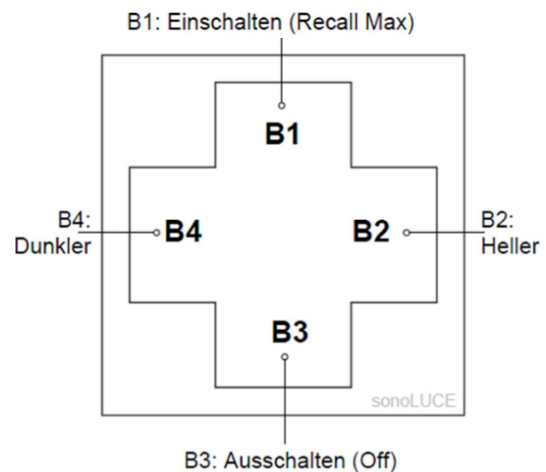 B1: Einschalten (Recall Max)
B1
B4:
Dunkler
B4
B2
B2:
Heller
B3
sonoLUCE
B3: Ausschalten (Off)